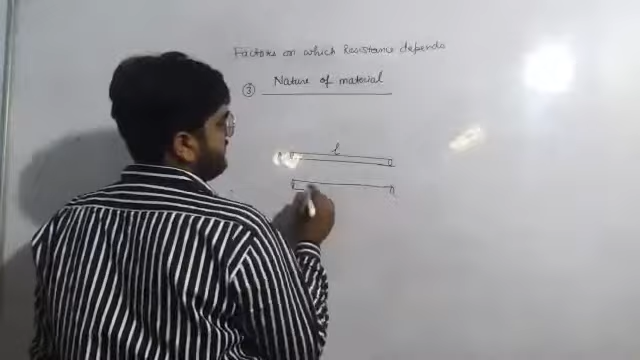 Factors on which Resistance depends
③ Nature of material
l